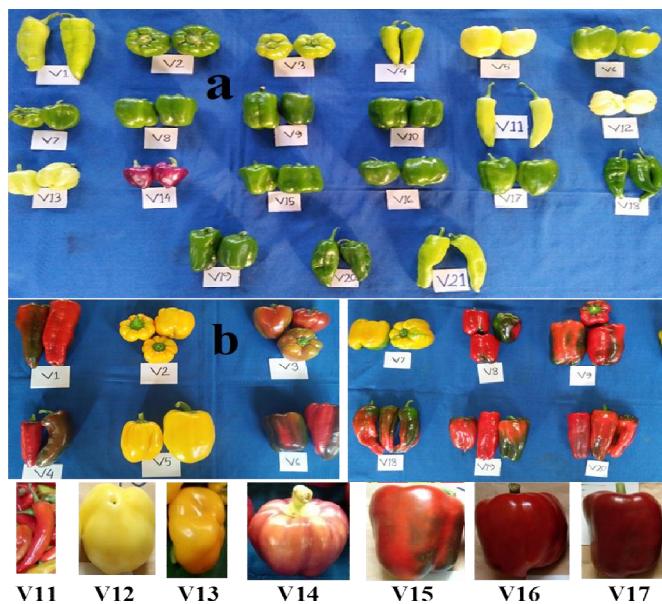 V1 V2 V3 V4 V5 V6
a
V7 V8 V9 V10 V11 V12
V13 V14 V15 V16 V17 V18
V19 V20 V21
b
V1 V2 V3 V7 V8 V9
V4 V5 V6 V18 V19 V20
V11 V12 V13 V14 V15 V16 V17